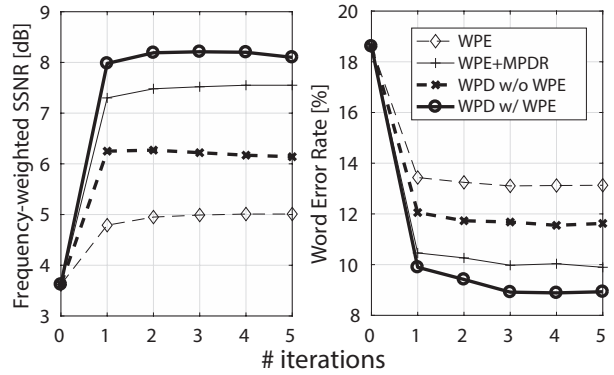 Frequency-weighted SSNR [dB]
9
8
7
6
5
4
3
0 1 2 3 4 5
Word Error Rate [%]
20
18
16
14
12
10
8
0 1 2 3 4 5
WPE
WPE+MPDR
WPD w/o WPE
WPD w/ WPE
# iterations